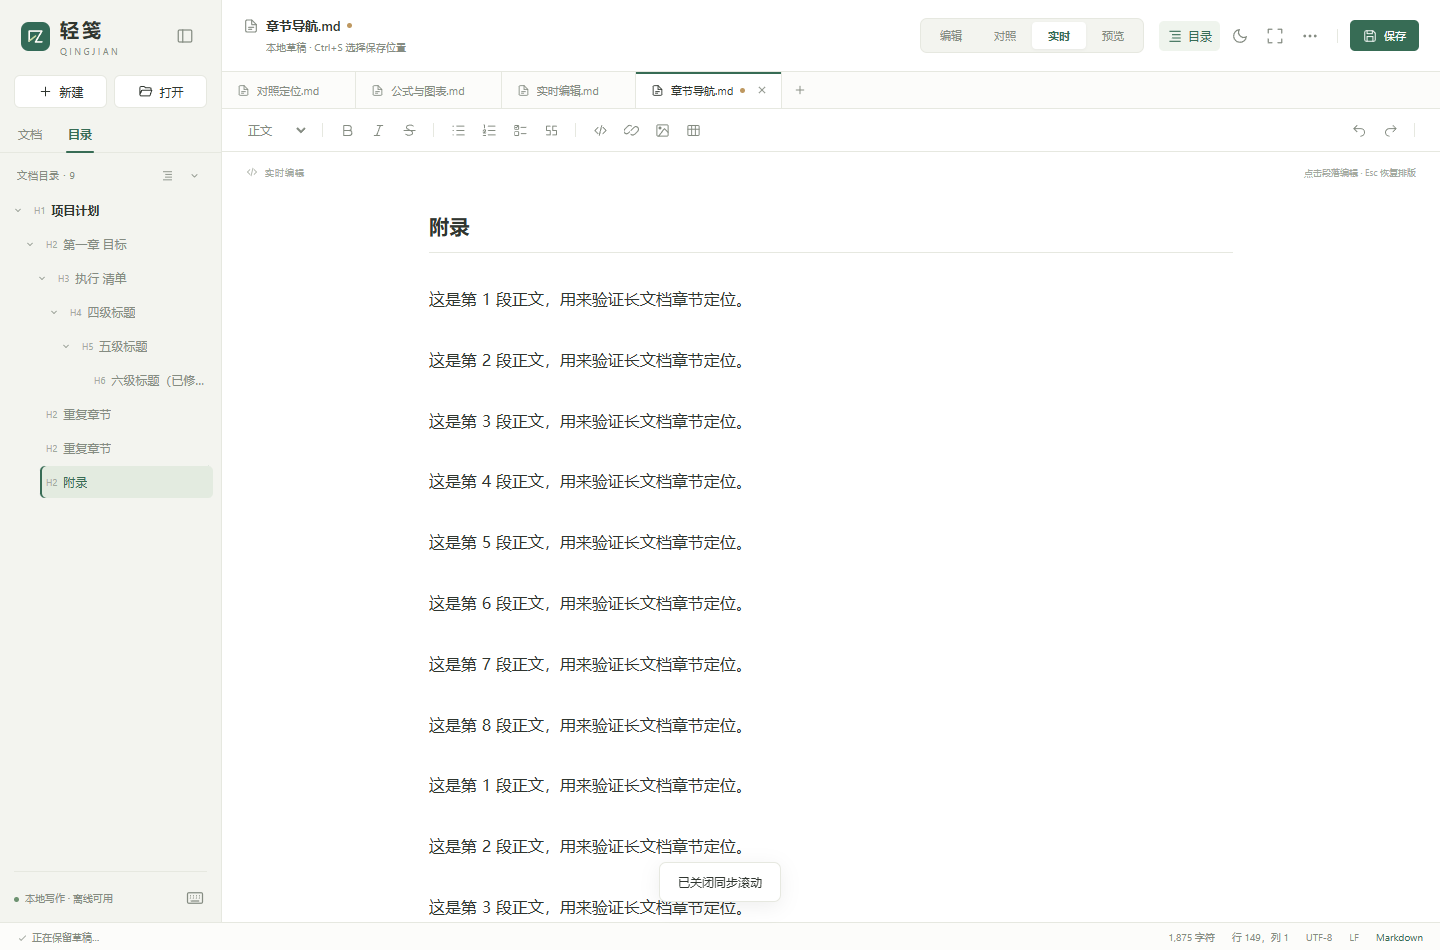 轻笺
QINGJIAN
新建
打开
文档
目录
文档目录 · 9
H1 项目计划
H2 第一章 目标
H3 执行 清单
H4 四级标题
H5 五级标题
H6 六级标题（已修...
H2 重复章节
H2 重复章节
H2 附录
本地写作 · 离线可用
章节导航.md
本地草稿 · Ctrl+S 选择保存位置
编辑
对照
实时
预览
目录
保存
对照定位.md
公式与图表.md
实时编辑.md
章节导航.md
正文
实时编辑
点击段落编辑 · Esc 恢复排版
附录
这是第 1 段正文，用来验证长文档章节定位。
这是第 2 段正文，用来验证长文档章节定位。
这是第 3 段正文，用来验证长文档章节定位。
这是第 4 段正文，用来验证长文档章节定位。
这是第 5 段正文，用来验证长文档章节定位。
这是第 6 段正文，用来验证长文档章节定位。
这是第 7 段正文，用来验证长文档章节定位。
这是第 8 段正文，用来验证长文档章节定位。
这是第 1 段正文，用来验证长文档章节定位。
这是第 2 段正文，用来验证长文档章节定位。
已关闭同步滚动
这是第 3 段正文，用来验证长文档章节定位。
正在保留草稿...
1,875 字符
行 149，列 1
UTF-8
LF
Markdown